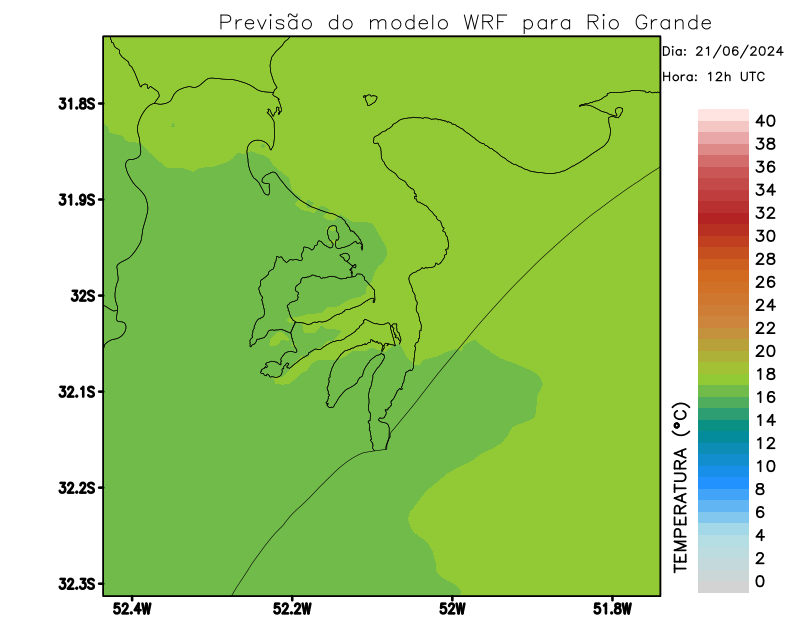 Previsão do modelo WRF para Rio Grande
Dia: 21/06/2024
Hora: 12h UTC
31.8S
31.9S
32S
32.1S
32.2S
32.3S
52.4W
52.2W
52W
51.8W
40
38
36
34
32
30
28
26
24
22
20
18
16
14
12
10
8
6
4
2
0
TEMPERATURA (°C)